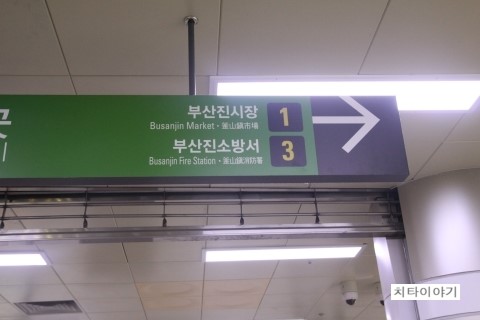 부산진시장 1
Busanjin Market · 釜山鎭市場
부산진소방서 3
Busanjin Fire Station · 釜山鎭消防署
치타이야기